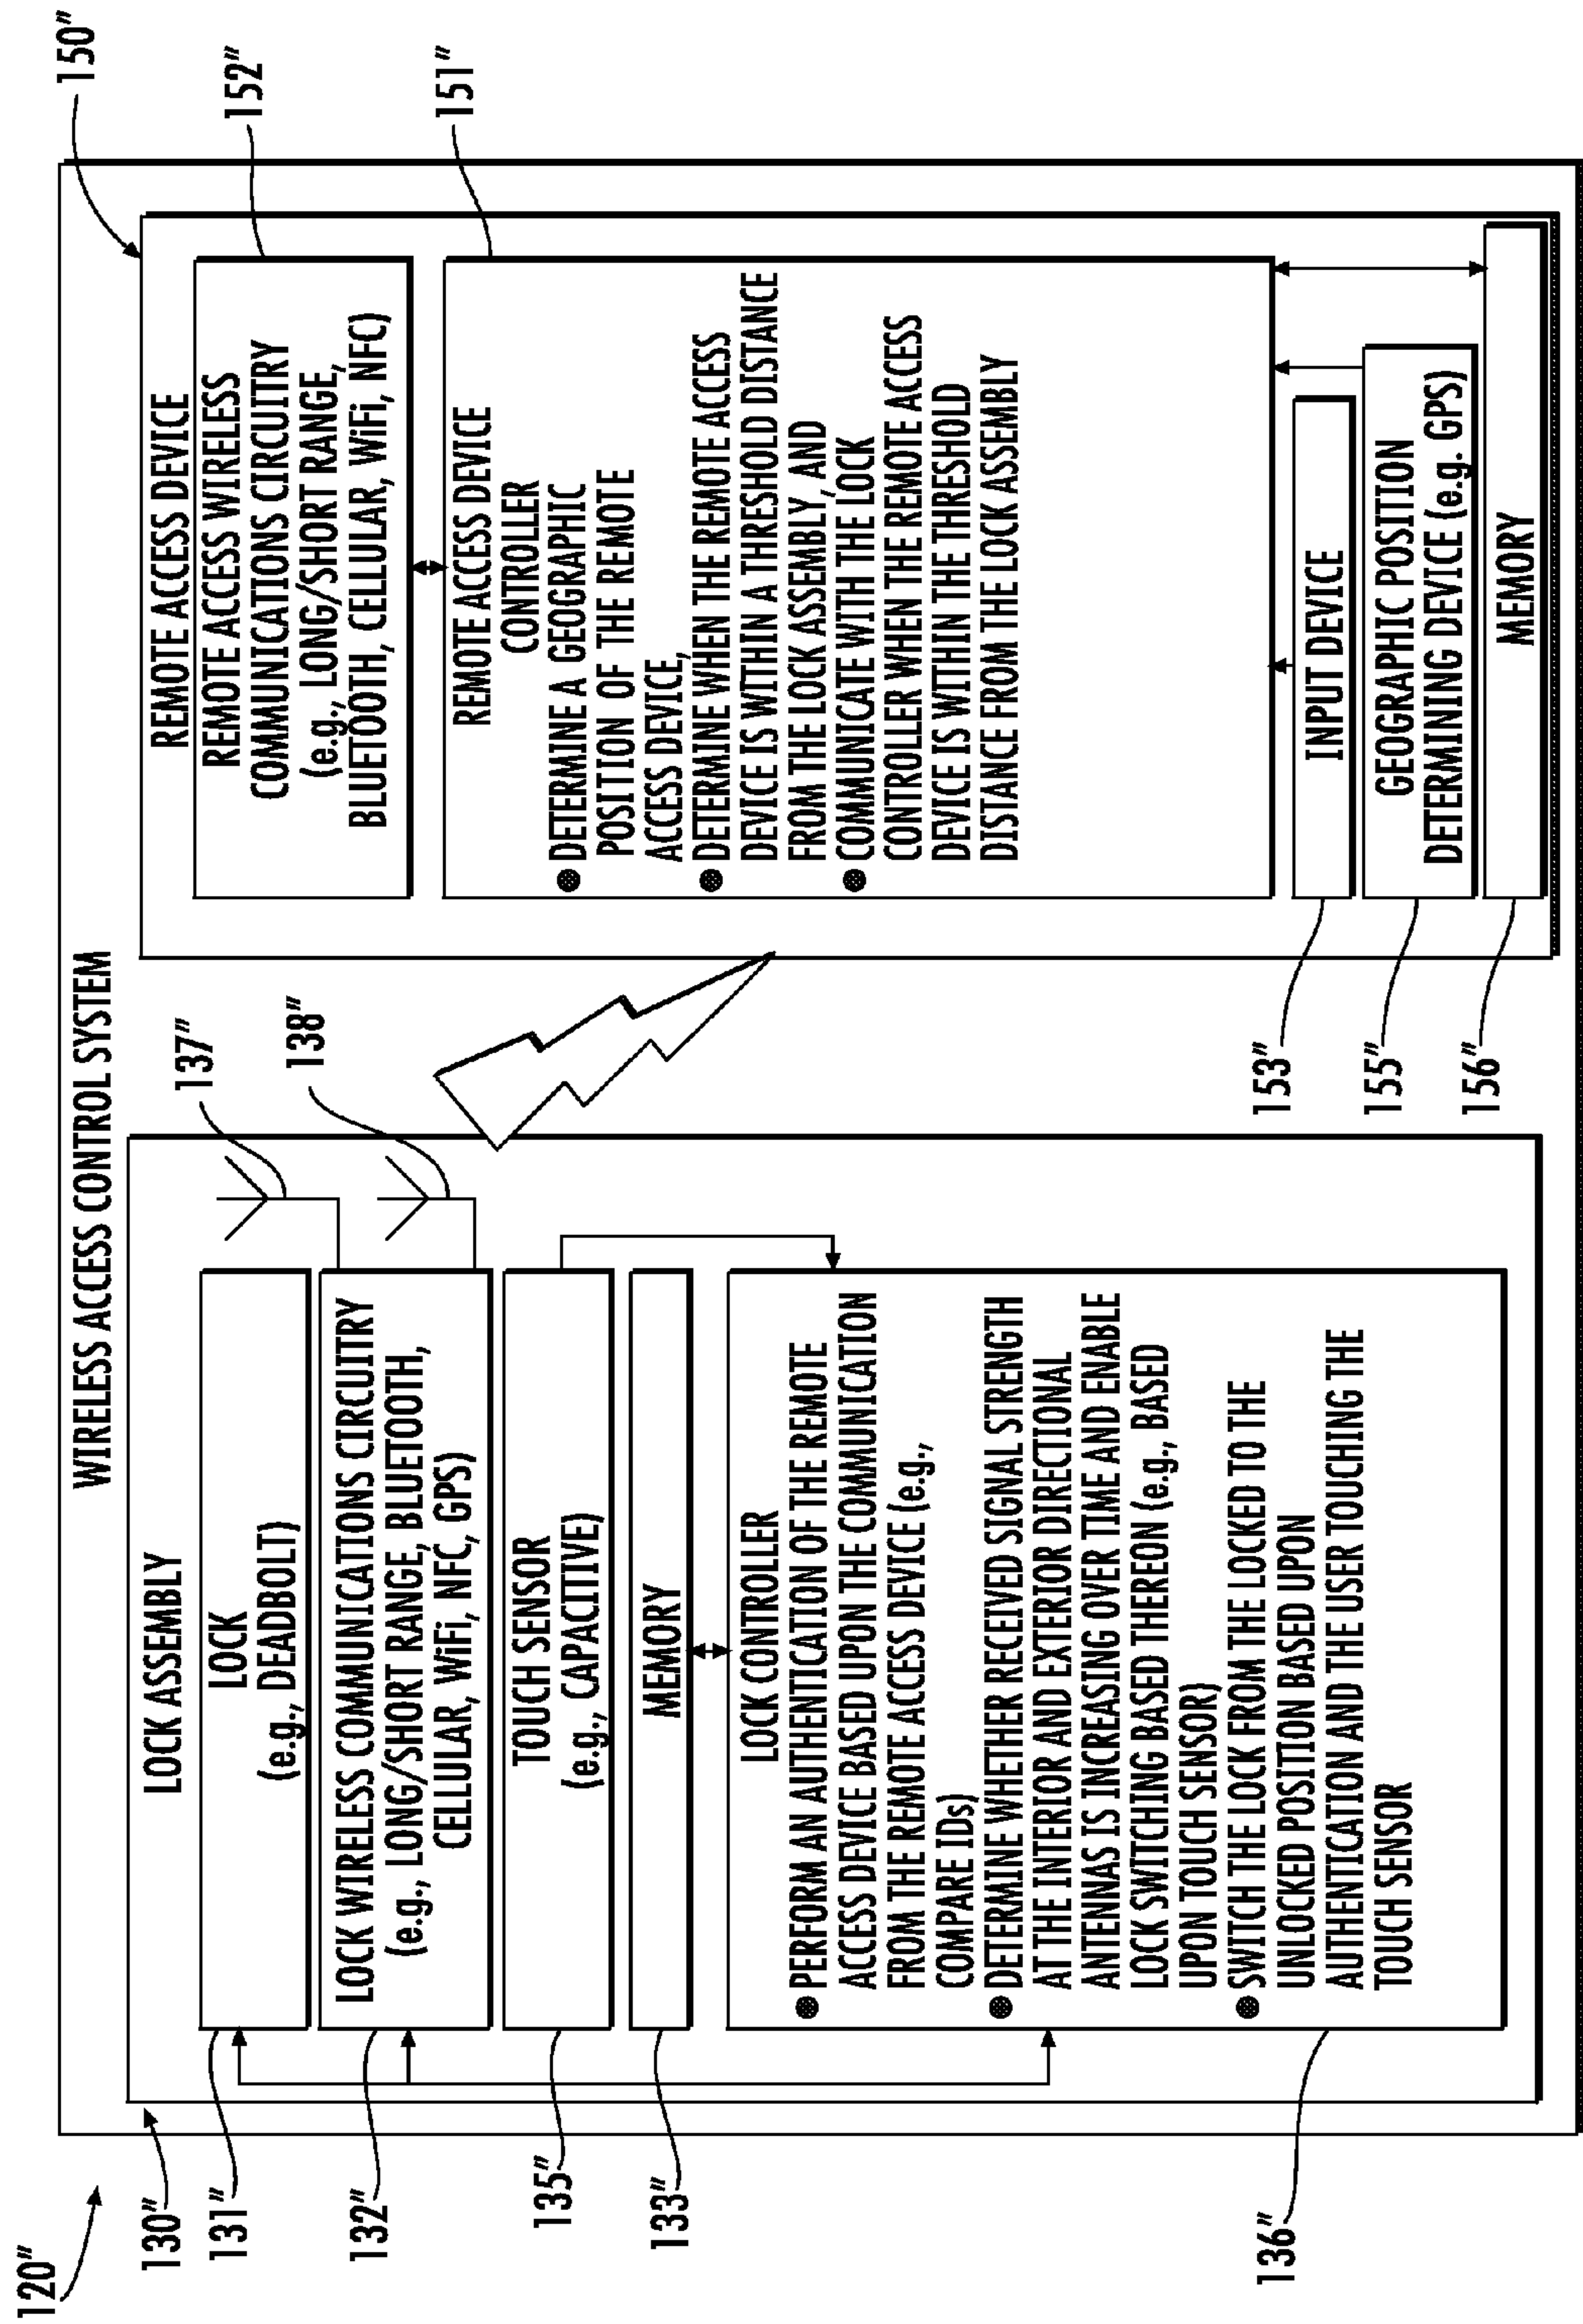 120″
WIRELESS ACCESS CONTROL SYSTEM
130″
LOCK ASSEMBLY
131″
LOCK
(e.g., DEADBOLT)
137″
132″
LOCK WIRELESS COMMUNICATIONS CIRCUITRY
(e.g., LONG/SHORT RANGE, BLUETOOTH,
CELLULAR, WiFi, NFC, GPS)
138″
135″
TOUCH SENSOR
(e.g., CAPACITIVE)
133″
MEMORY
136″
LOCK CONTROLLER
● PERFORM AN AUTHENTICATION OF THE REMOTE
ACCESS DEVICE BASED UPON THE COMMUNICATION
FROM THE REMOTE ACCESS DEVICE (e.g.,
COMPARE IDs)
● DETERMINE WHETHER RECEIVED SIGNAL STRENGTH
AT THE INTERIOR AND EXTERIOR DIRECTIONAL
ANTENNAS IS INCREASING OVER TIME AND ENABLE
LOCK SWITCHING BASED THEREON (e.g., BASED
UPON TOUCH SENSOR)
● SWITCH THE LOCK FROM THE LOCKED TO THE
UNLOCKED POSITION BASED UPON
AUTHENTICATION AND THE USER TOUCHING THE
TOUCH SENSOR
150″
REMOTE ACCESS DEVICE
152″
REMOTE ACCESS WIRELESS
COMMUNICATIONS CIRCUITRY
(e.g., LONG/SHORT RANGE,
BLUETOOTH, CELLULAR, WiFi, NFC)
151″
REMOTE ACCESS DEVICE
CONTROLLER
● DETERMINE A GEOGRAPHIC
POSITION OF THE REMOTE
ACCESS DEVICE,
● DETERMINE WHEN THE REMOTE ACCESS
DEVICE IS WITHIN A THRESHOLD DISTANCE
FROM THE LOCK ASSEMBLY, AND
● COMMUNICATE WITH THE LOCK
CONTROLLER WHEN THE REMOTE ACCESS
DEVICE IS WITHIN THE THRESHOLD
DISTANCE FROM THE LOCK ASSEMBLY
153″
INPUT DEVICE
155″
GEOGRAPHIC POSITION
DETERMINING DEVICE (e.g. GPS)
156″
MEMORY